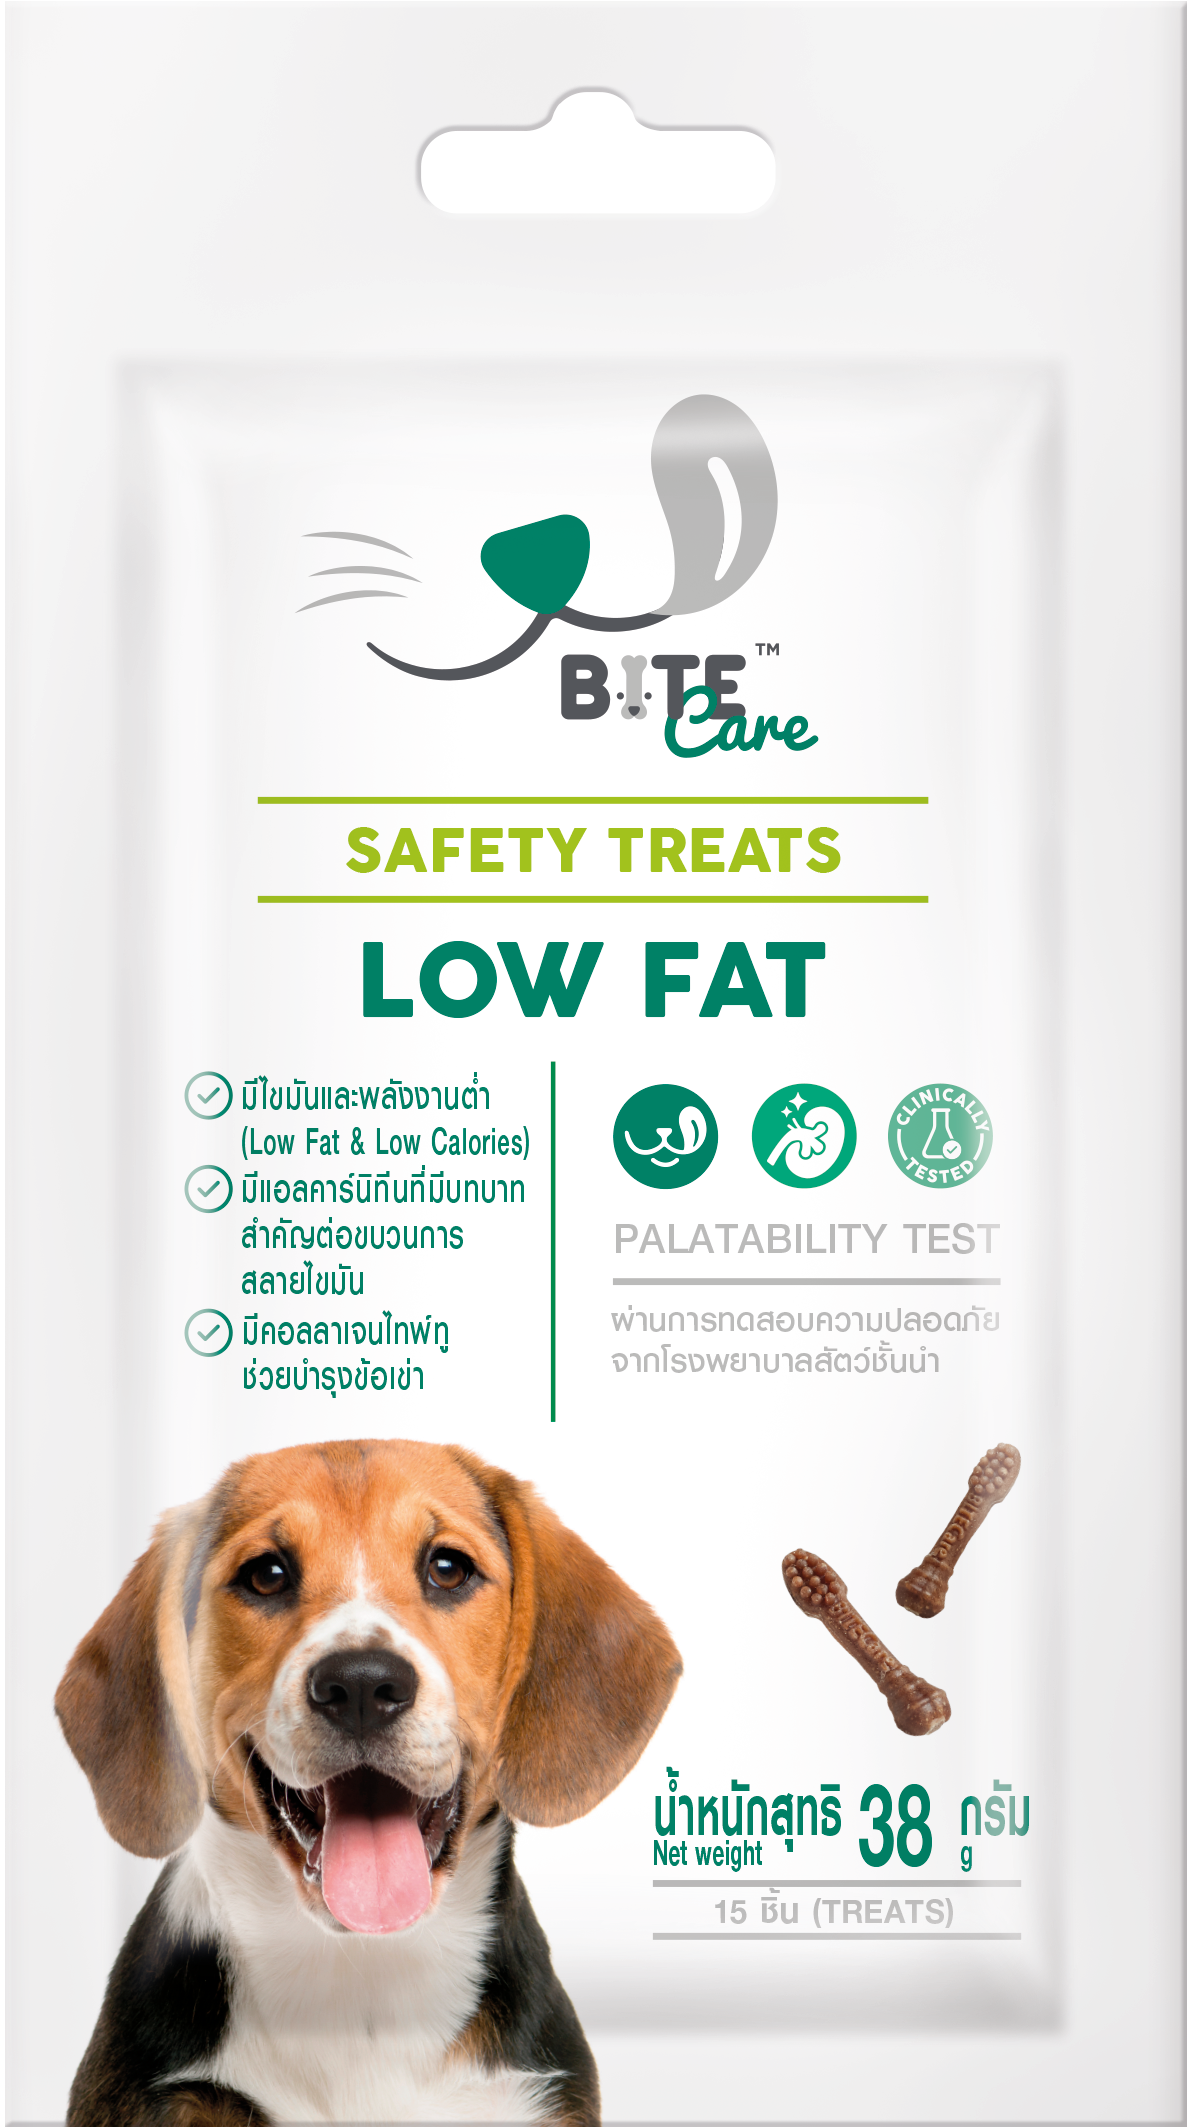 BITE™
Care
SAFETY TREATS
LOW FAT
มีไขมันและพลังงานต่ำ
(Low Fat & Low Calories)
มีแอลคาร์นิทีนที่มีบทบาท
สำคัญต่อขบวนการ
สลายไขมัน
มีคอลลาเจนไทพ์ทู
ช่วยบำรุงข้อเข่า
CLINICALLY
TESTED
PALATABILITY TEST
ผ่านการทดสอบความปลอดภัย
จากโรงพยาบาลสัตว์ชั้นนำ
BITECare
BITECare
น้ำหนักสุทธิ 38 กรัม
Net weight g
15 ชิ้น (TREATS)